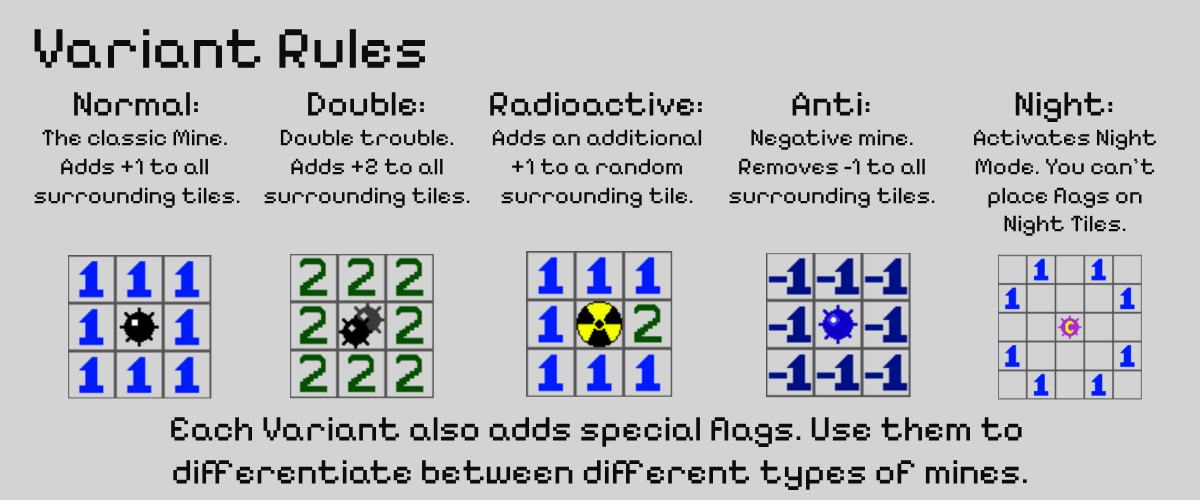 Variant Rules
Normal:
The classic Mine.
Adds +1 to all
surrounding tiles.
1 1 1
1 1
1 1 1
Double:
Double trouble.
Adds +2 to all
surrounding tiles.
2 2 2
2 2
2 2 2
Radioactive:
Adds an additional
+1 to a random
surrounding tile.
1 1 1
1 2
1 1 1
Anti:
Negative mine.
Removes -1 to all
surrounding tiles.
-1 -1 -1
-1 -1
-1 -1 -1
Night:
Activates Night
Mode. You can't
place flags on
Night Tiles.
1 1
1 1
C
1 1
1 1
Each Variant also adds special flags. Use them to
differentiate between different types of mines.